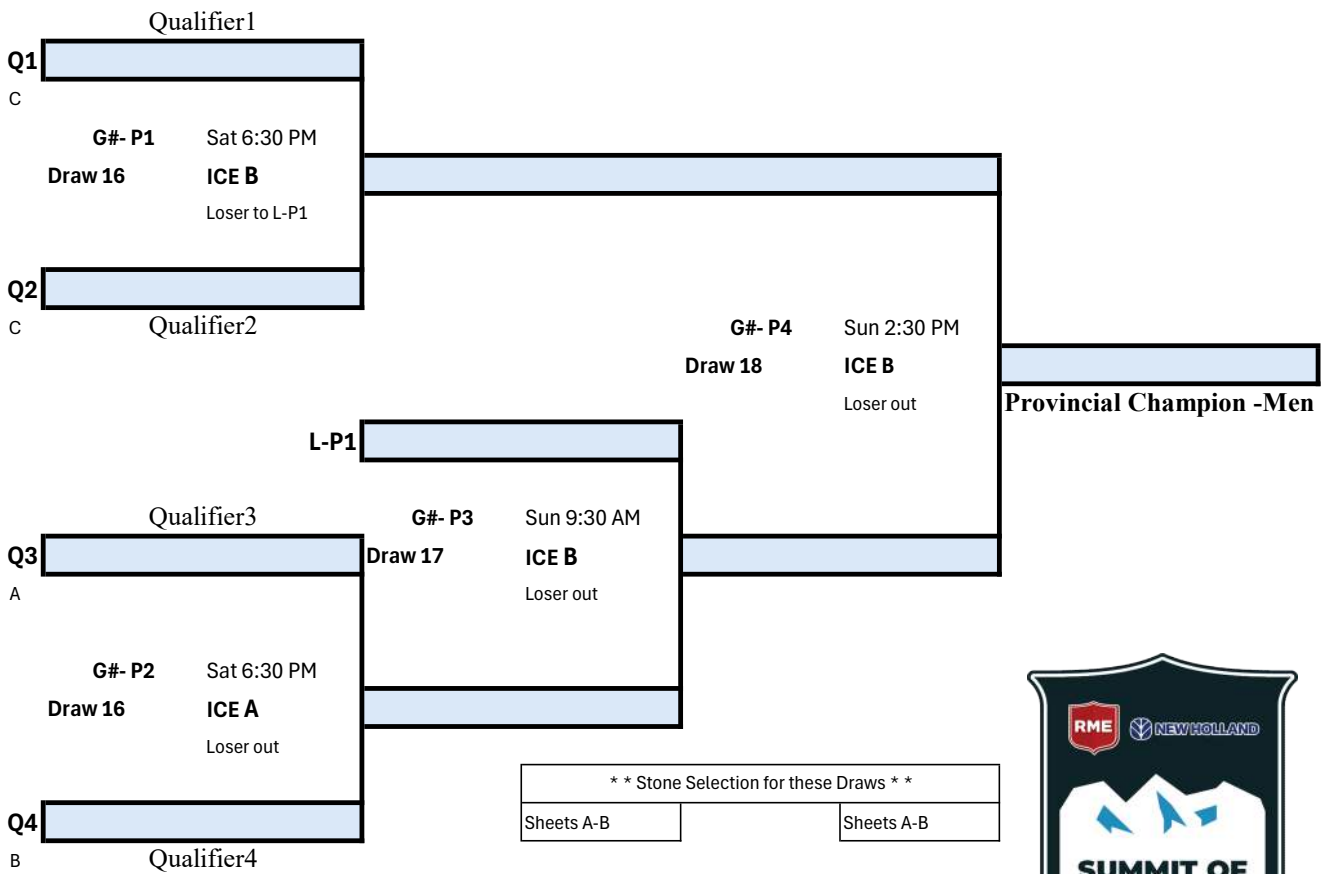 Qualifier1
Q1
C
G#- P1 Sat 6:30 PM
Draw 16 ICE B
Loser to L-P1
Q2
C Qualifier2
G#- P4 Sun 2:30 PM
Draw 18 ICE B
Loser out
Provincial Champion -Men
L-P1
Qualifier3
G#- P3 Sun 9:30 AM
Q3
Draw 17 ICE B
A
Loser out
G#- P2 Sat 6:30 PM
Draw 16 ICE A
Loser out
Q4
B Qualifier4
* * Stone Selection for these Draws * *
Sheets A-B Sheets A-B
RME NEW HOLLAND
SUMMIT OF